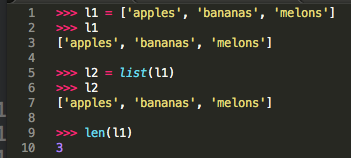 1 >>> l1 = ['apples', 'bananas', 'melons']
2 >>> l1
3 ['apples', 'bananas', 'melons']
4
5 >>> l2 = list(l1)
6 >>> l2
7 ['apples', 'bananas', 'melons']
8
9 >>> len(l1)
10 3